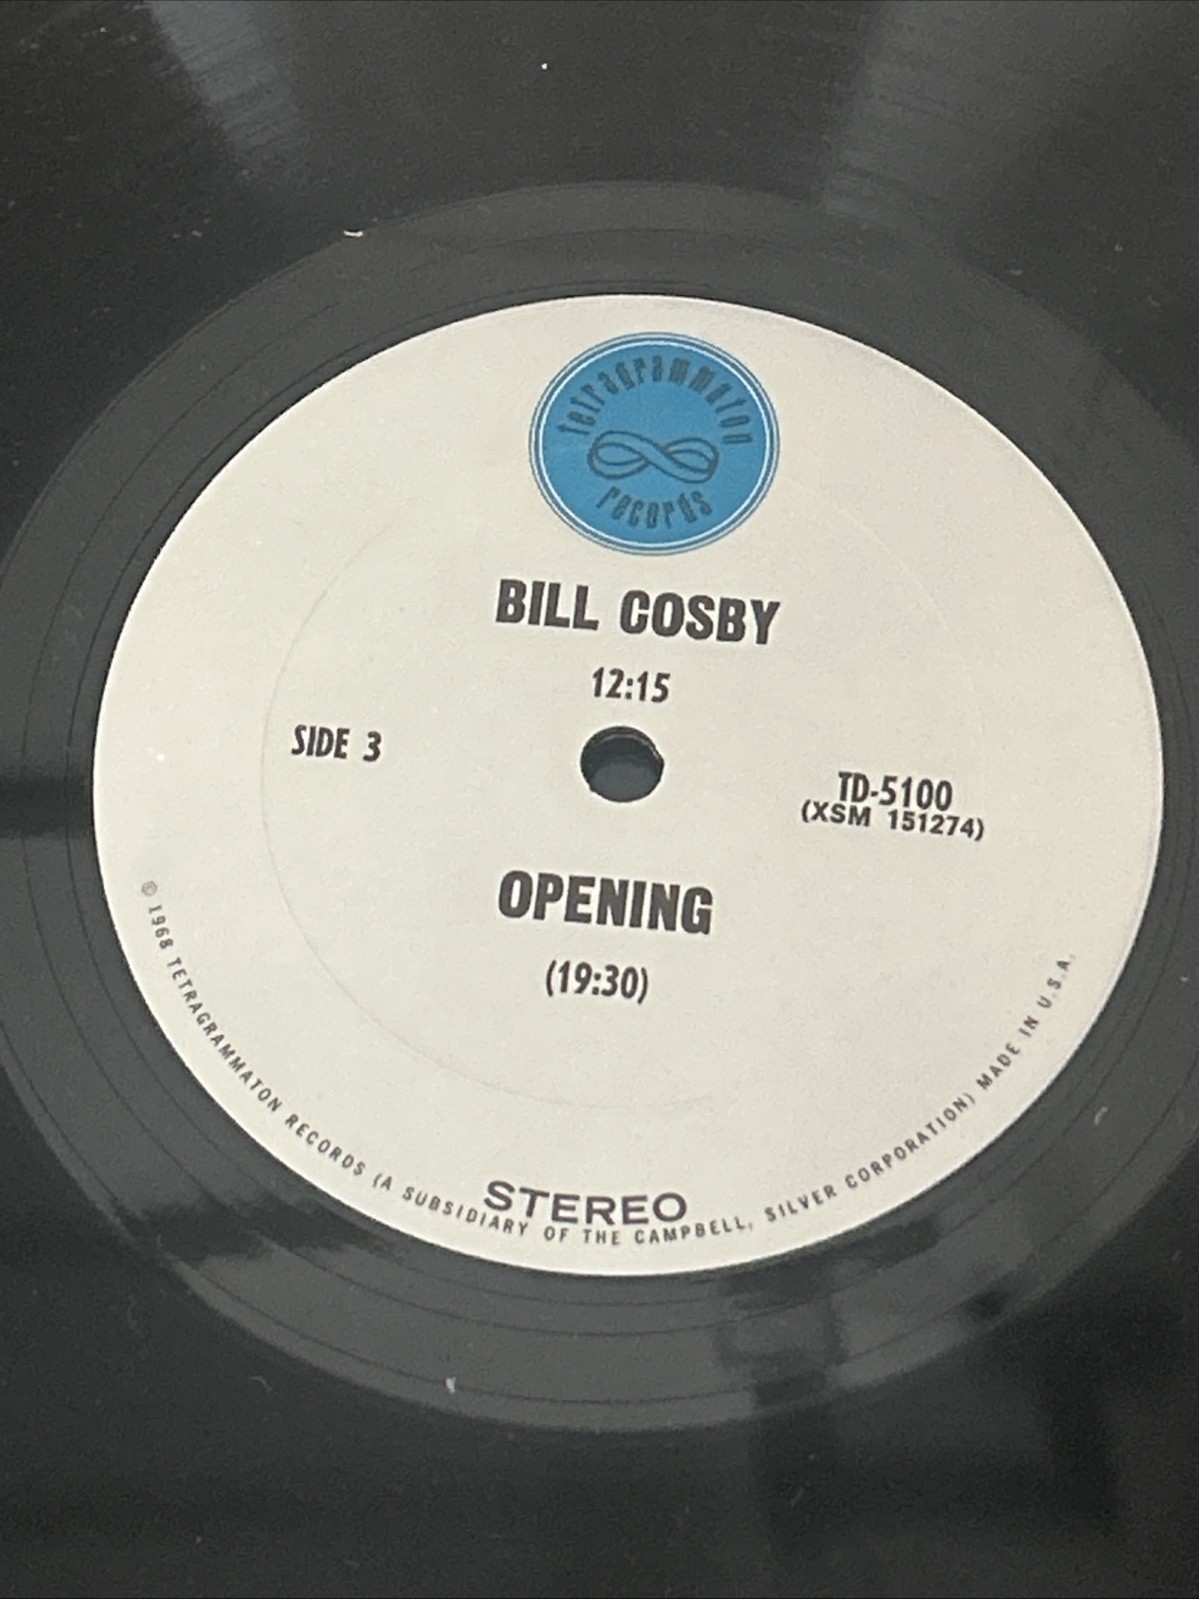 tetragrammaton
records
BILL COSBY
12:15
SIDE 3
TD-5100
(XSM 151274)
OPENING
(19:30)
STEREO
© 1968 TETRAGRAMMATON RECORDS (A SUBSIDIARY OF THE CAMPBELL, SILVER CORPORATION) MADE IN U.S.A.